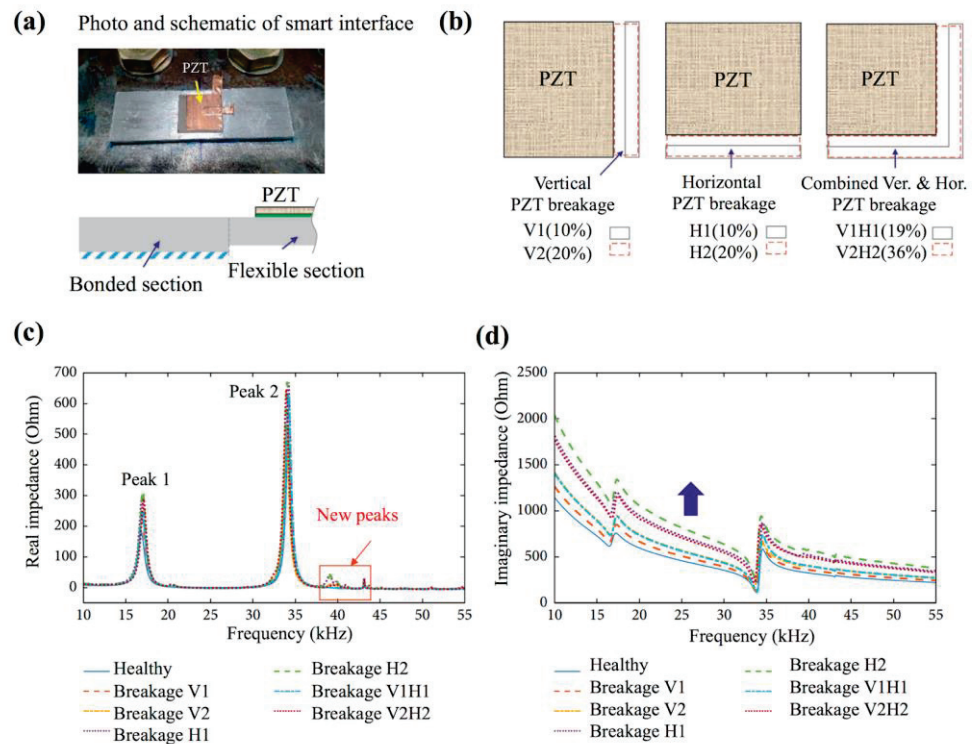 (a)
Photo and schematic of smart interface
PZT
PZT
Bonded section
Flexible section
(b)
PZT
PZT
PZT
Vertical
PZT breakage
V1(10%)
V2(20%)
Horizontal
PZT breakage
H1(10%)
H2(20%)
Combined Ver. & Hor.
PZT breakage
V1H1(19%)
V2H2(36%)
(c)
Real impedance (Ohm)
700
600
500
400
300
200
100
0
Peak 1
Peak 2
New peaks
10 15 20 25 30 35 40 45 50 55
Frequency (kHz)
Healthy
Breakage V1
Breakage V2
Breakage H1
Breakage H2
Breakage V1H1
Breakage V2H2
(d)
Imaginary impedance (Ohm)
2500
2000
1500
1000
500
0
10 15 20 25 30 35 40 45 50 55
Frequency (kHz)
Healthy
Breakage V1
Breakage V2
Breakage H1
Breakage H2
Breakage V1H1
Breakage V2H2